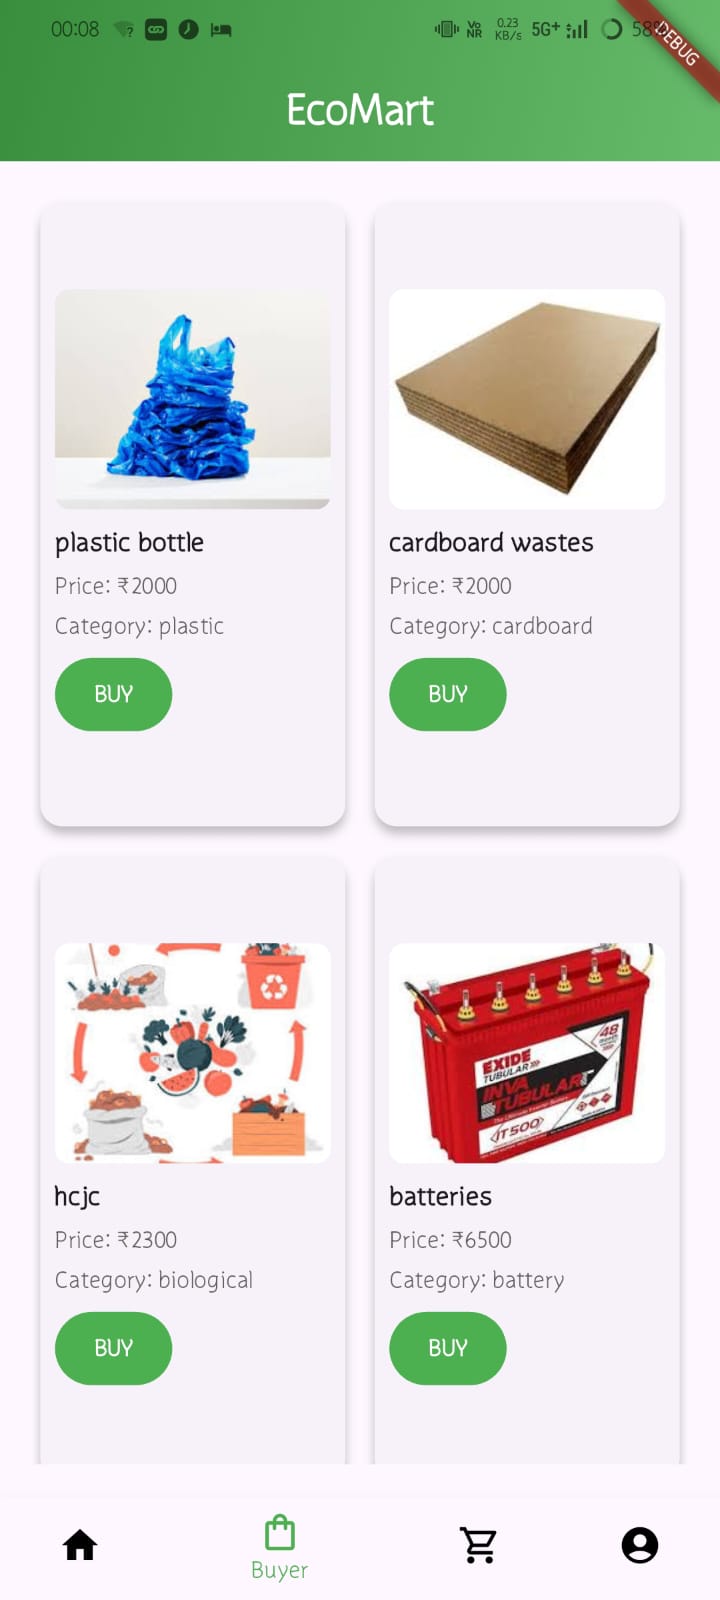 00:08 ? Vo NR 0.23 KB/s 5G+ 58%
DEBUG
EcoMart
plastic bottle
Price: ₹2000
Category: plastic
BUY
cardboard wastes
Price: ₹2000
Category: cardboard
BUY
EXIDE
TUBULAR
INVA
TUBULAR
48
IT 500
hcjc
Price: ₹2300
Category: biological
BUY
batteries
Price: ₹6500
Category: battery
BUY
Buyer